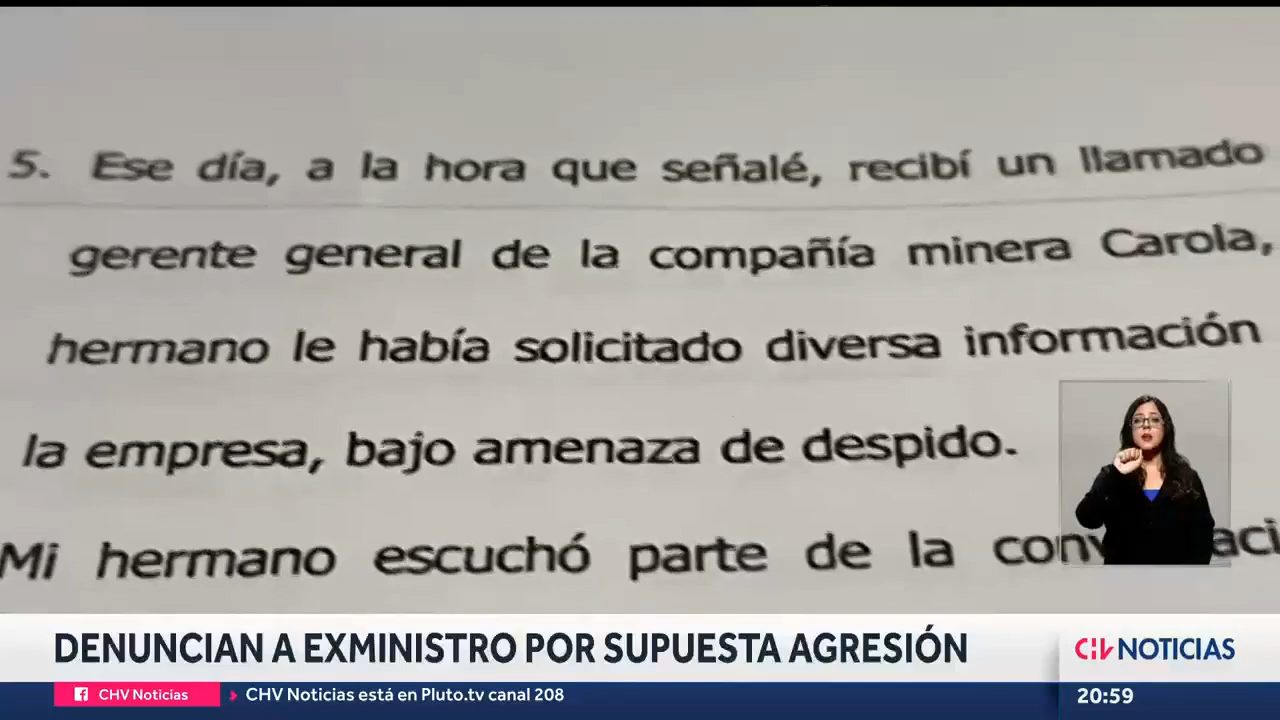 5. Ese día, a la hora que señalé, recibí un llamado
gerente general de la compañía minera Carola,
hermano le había solicitado diversa información
la empresa, bajo amenaza de despido.
Mi hermano escuchó parte de la
DENUNCIAN A EXMINISTRO POR SUPUESTA AGRESIÓN
CHV NOTICIAS
CHV Noticias
CHV Noticias está en Pluto.tv canal 208
20:59